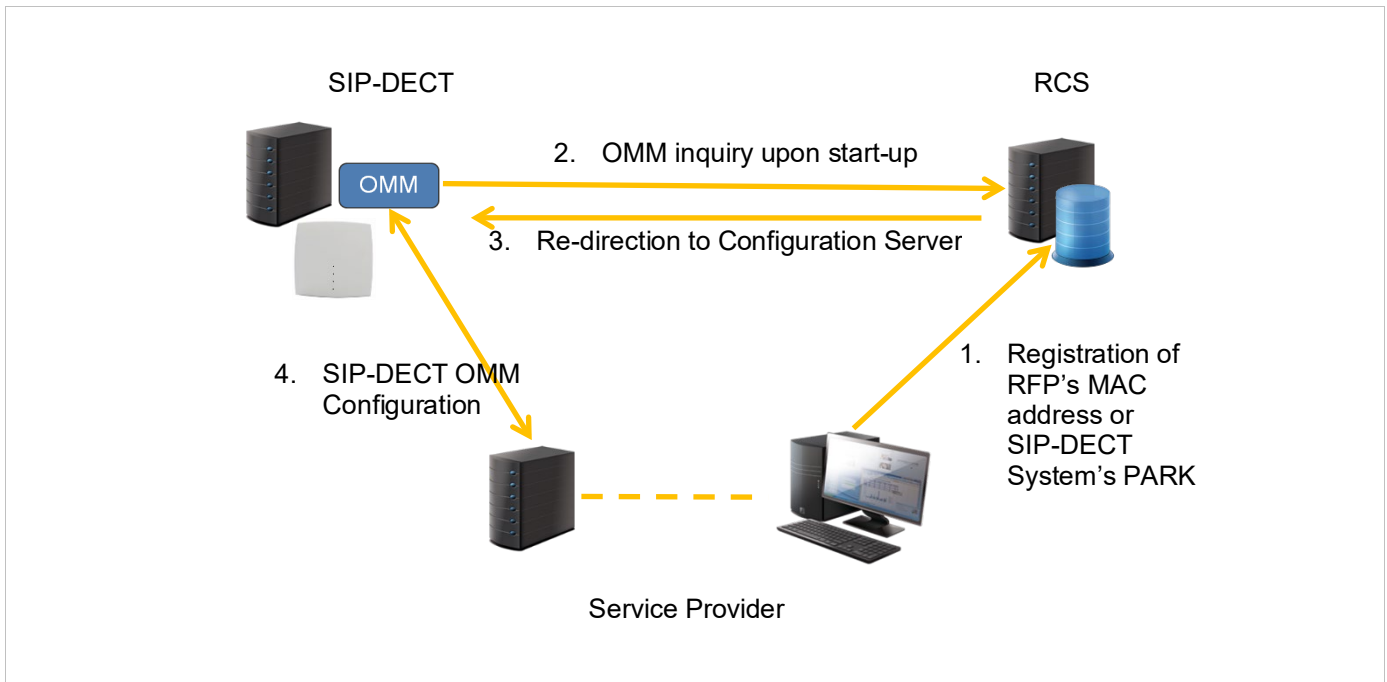 SIP-DECT
RCS
2. OMM inquiry upon start-up
OMM
3. Re-direction to Configuration Server
1. Registration of
RFP's MAC
address or
SIP-DECT
System's PARK
4. SIP-DECT OMM
Configuration
Service Provider